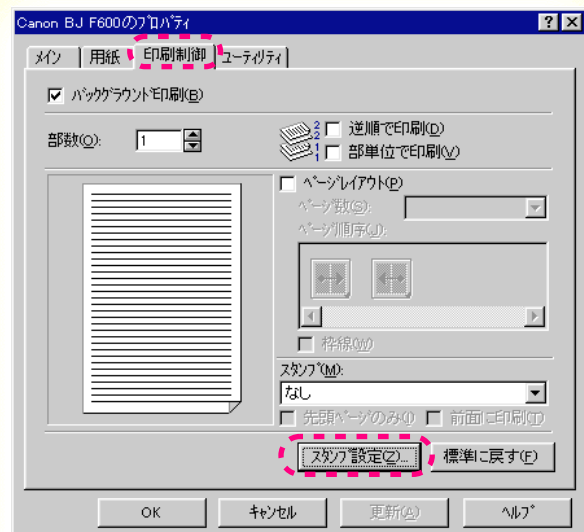 Canon BJ F600のﾌﾟﾛﾊﾟﾃｨ
ﾒｲﾝ 用紙 印刷制御 ﾕｰﾃｨﾘﾃｨ
ﾊﾞｯｸｸﾞﾗｳﾝﾄﾞ印刷(B)
部数(O): 1
逆順で印刷(D)
部単位で印刷(V)
2 2
1 1
ﾍﾟｰｼﾞﾚｲｱｳﾄ(P)
ﾍﾟｰｼﾞ数(S):
ﾍﾟｰｼﾞ順序(J):
枠線(W)
ｽﾀﾝﾌﾟ(M):
なし
先頭ﾍﾟｰｼﾞのみ(I) 前面に印刷(T)
ｽﾀﾝﾌﾟ設定(Z)... 標準に戻す(F)
OK ｷｬﾝｾﾙ 更新(A) ﾍﾙﾌﾟ